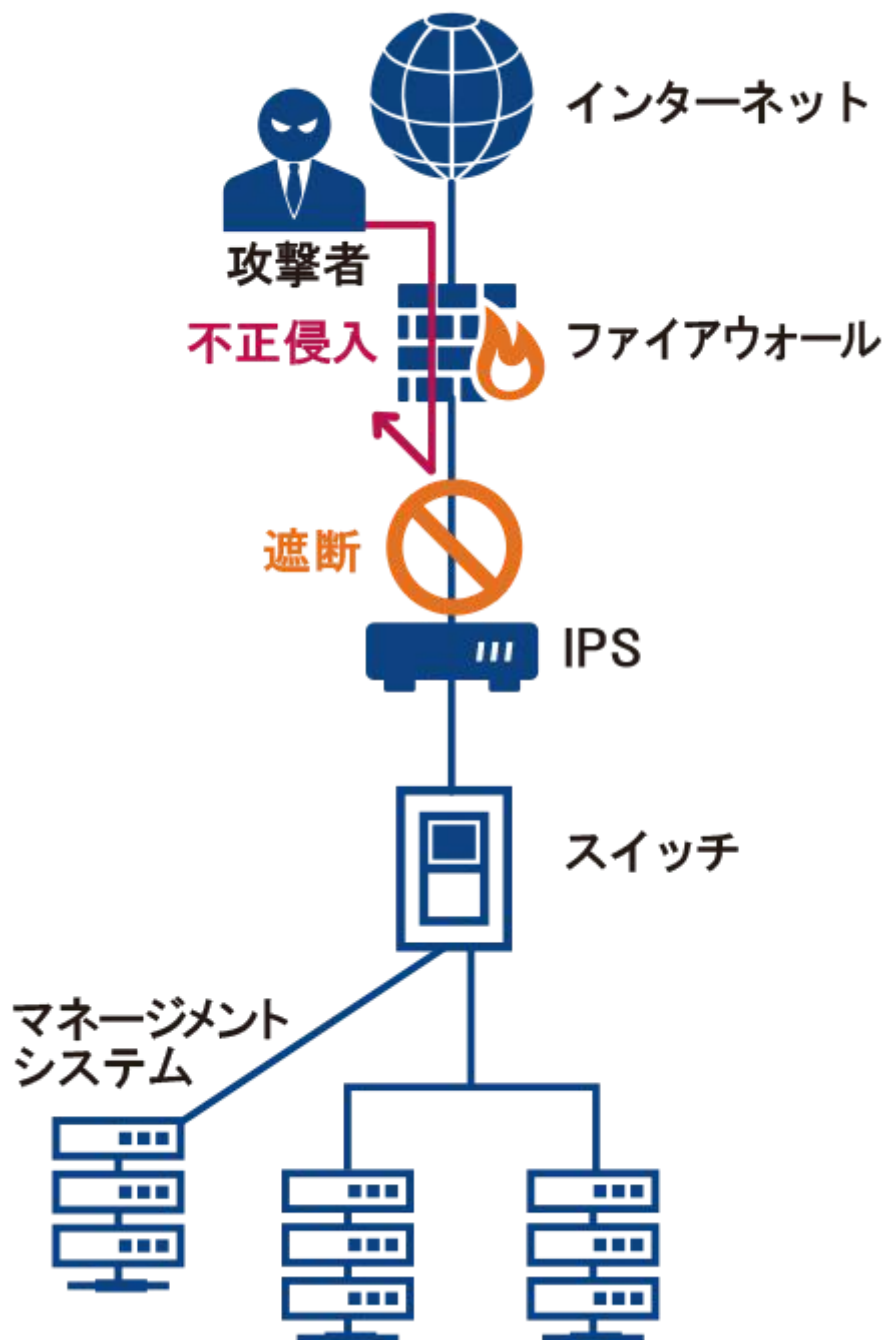 インターネット
攻撃者
不正侵入
ファイアウォール
遮断
IPS
スイッチ
マネージメント
システム